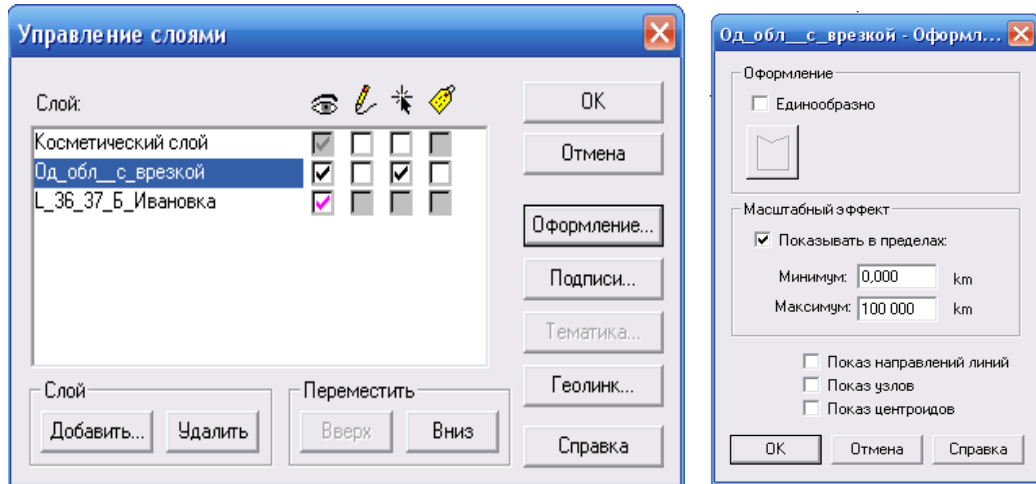 Управление слоями
Слой:
Косметический слой
Од_обл__с_врезкой
L_36_37_Б_Ивановка
OK
Отмена
Оформление...
Подписи...
Тематика...
Геолинк...
Справка
Слой
Добавить...
Удалить
Переместить
Вверх
Вниз
Од_обл__с_врезкой - Оформл...
Оформление
Единообразно
Масштабный эффект
Показывать в пределах:
Минимум: 0,000 km
Максимум: 100 000 km
Показ направлений линий
Показ узлов
Показ центроидов
OK
Отмена
Справка